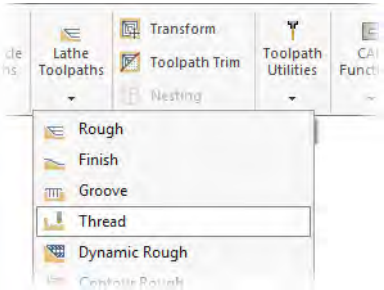 Lathe
Toolpaths
Transform
Toolpath Trim
Nesting
Toolpath
Utilities
Rough
Finish
Groove
Thread
Dynamic Rough
Contour Rough